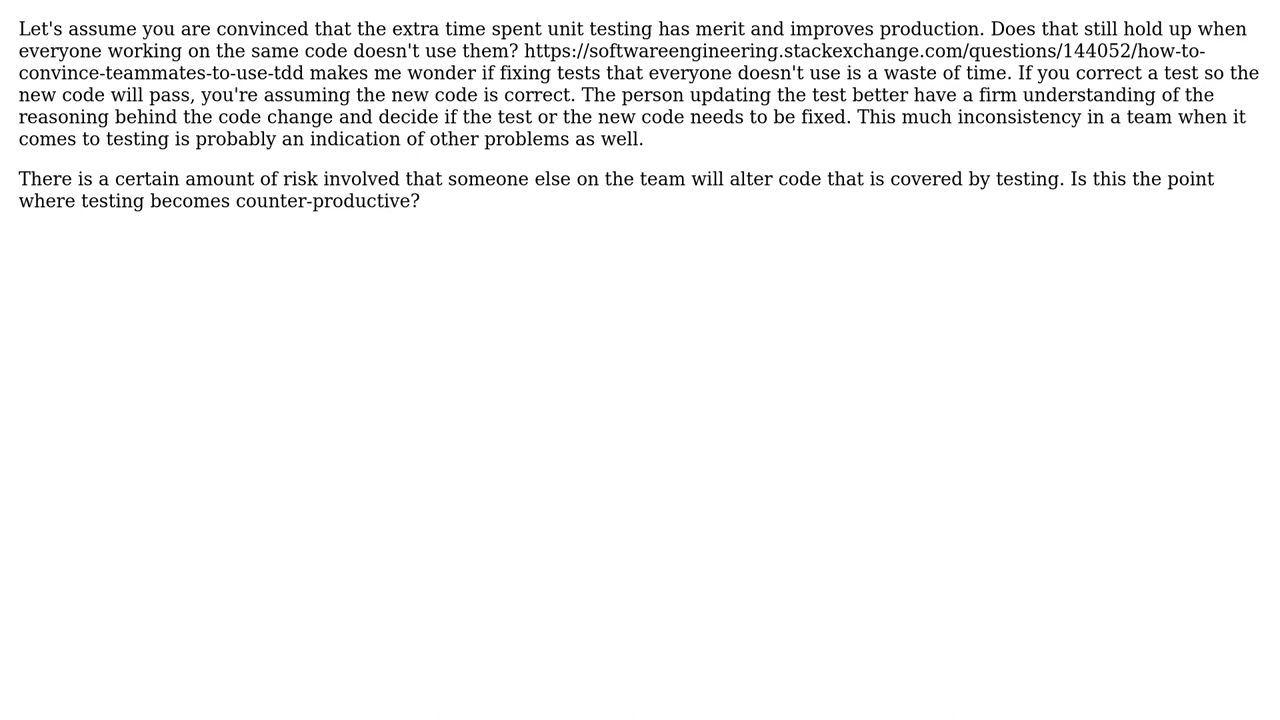 Let's assume you are convinced that the extra time spent unit testing has merit and improves production. Does that still hold up when
everyone working on the same code doesn't use them? https://softwareengineering.stackexchange.com/questions/144052/how-to-
convince-teammates-to-use-tdd makes me wonder if fixing tests that everyone doesn't use is a waste of time. If you correct a test so the
new code will pass, you're assuming the new code is correct. The person updating the test better have a firm understanding of the
reasoning behind the code change and decide if the test or the new code needs to be fixed. This much inconsistency in a team when it
comes to testing is probably an indication of other problems as well.
There is a certain amount of risk involved that someone else on the team will alter code that is covered by testing. Is this the point
where testing becomes counter-productive?